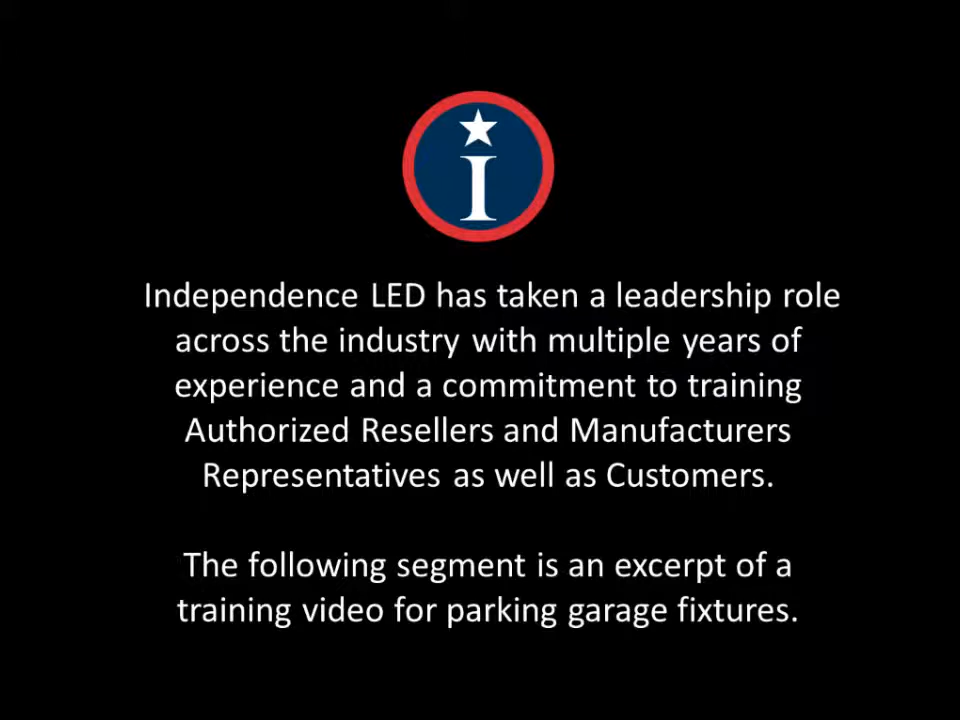 I
Independence LED has taken a leadership role
across the industry with multiple years of
experience and a commitment to training
Authorized Resellers and Manufacturers
Representatives as well as Customers.
The following segment is an excerpt of a
training video for parking garage fixtures.